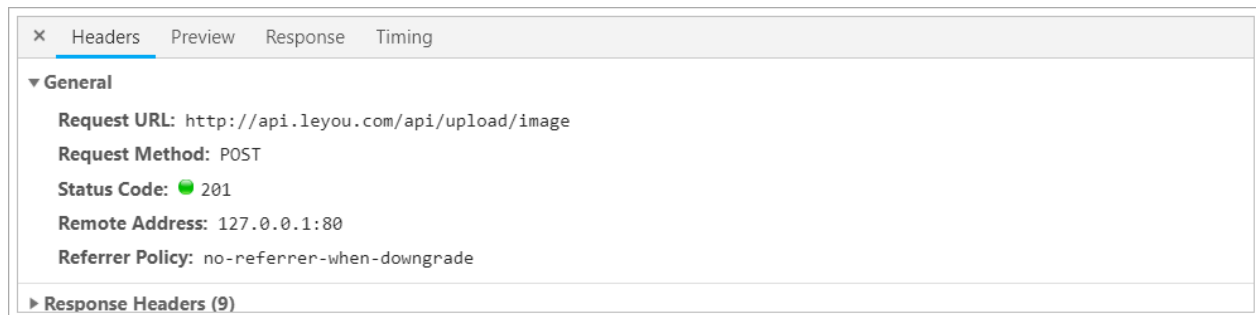 × Headers Preview Response Timing
▼General
Request URL: http://api.leyou.com/api/upload/image
Request Method: POST
Status Code: 201
Remote Address: 127.0.0.1:80
Referrer Policy: no-referrer-when-downgrade
▶Response Headers (9)